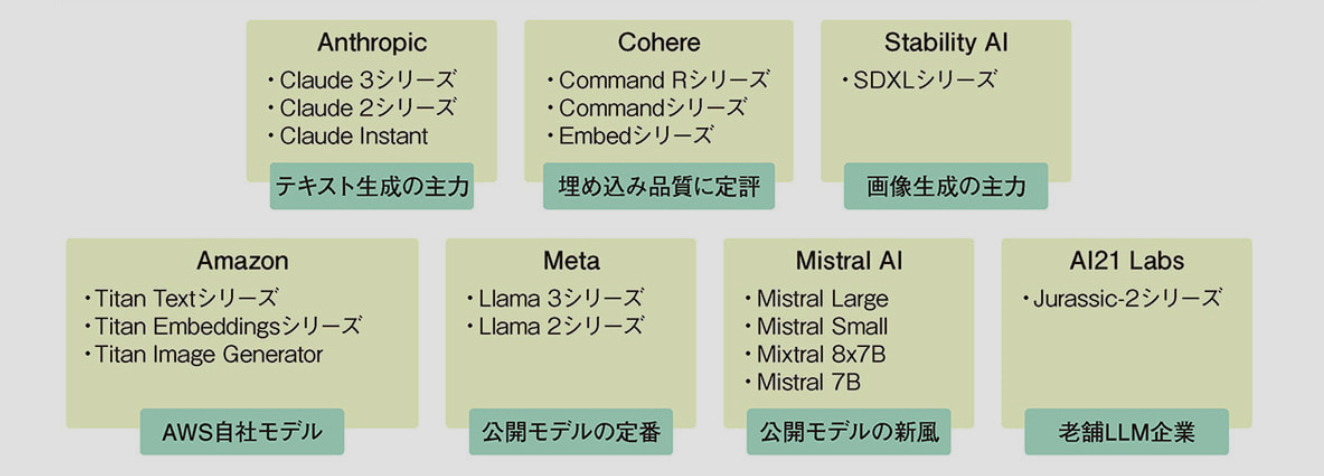 Anthropic
・Claude 3シリーズ
・Claude 2シリーズ
・Claude Instant
テキスト生成の主力
Cohere
・Command Rシリーズ
・Commandシリーズ
・Embedシリーズ
埋め込み品質に定評
Stability AI
・SDXLシリーズ
画像生成の主力
Amazon
・Titan Textシリーズ
・Titan Embeddingsシリーズ
・Titan Image Generator
AWS自社モデル
Meta
・Llama 3シリーズ
・Llama 2シリーズ
公開モデルの定番
Mistral AI
・Mistral Large
・Mistral Small
・Mixtral 8x7B
・Mistral 7B
公開モデルの新風
AI21 Labs
・Jurassic-2シリーズ
老舗LLM企業